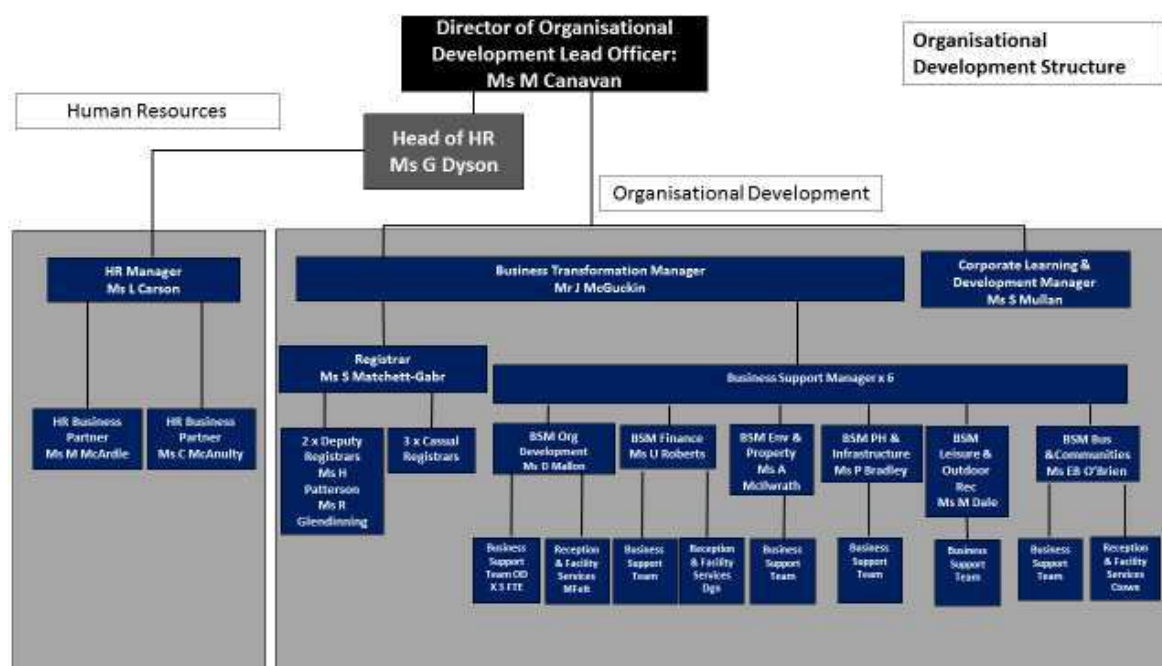 Director of Organisational
Development Lead Officer:
Ms M Canavan
Organisational
Development Structure
Human Resources
Head of HR
Ms G Dyson
Organisational Development
HR Manager
Ms L Carson
Business Transformation Manager
Mr J McGuckin
Corporate Learning &
Development Manager
Ms S Mullan
Registrar
Ms S Matchett-Gabr
Business Support Manager x 6
HR Business
Partner
Ms M McArdle
HR Business
Partner
Ms C McAnulty
2 x Deputy
Registrars
Ms H
Patterson
Ms R
Glendinning
3 x Casual
Registrars
BSM Org
Development
Ms D Mallon
BSM Finance
Ms U Roberts
BSM Env &
Property
Ms A
McIlwrath
BSM PH &
Infrastructure
Ms P Bradley
BSM
Leisure &
Outdoor
Rec
Ms M Dale
BSM Bus
&Communities
Ms EB O'Brien
Business
Support
Team OD
X 5 FTE
Reception
& Facility
Services
MFelt
Business
Support
Team
Reception
& Facility
Services
Dgn
Business
Support
Team
Business
Support
Team
Business
Support
Team
Business
Support
Team
Reception
& Facility
Services